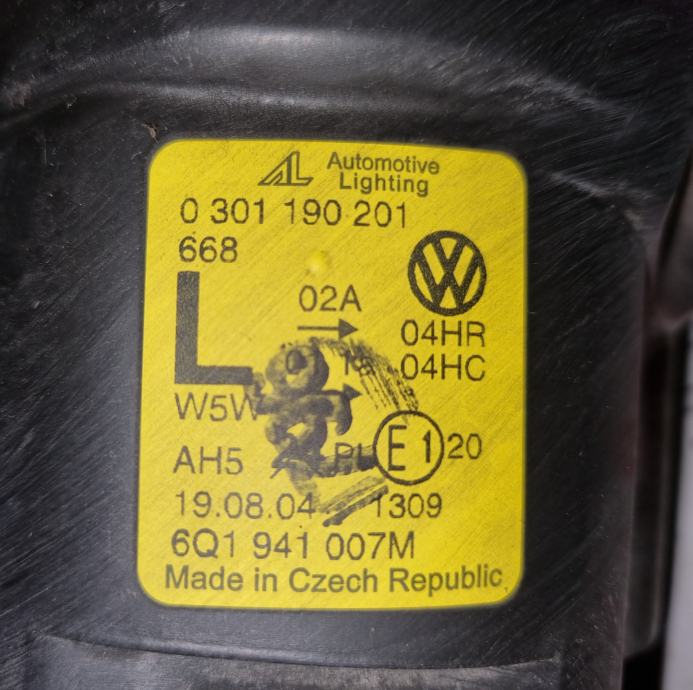 AL Automotive
Lighting
0 301 190 201
668
L
02A
04HR
04HC
W5W
AH5
E1 20
19.08.04 1309
6Q1 941 007M
Made in Czech Republic